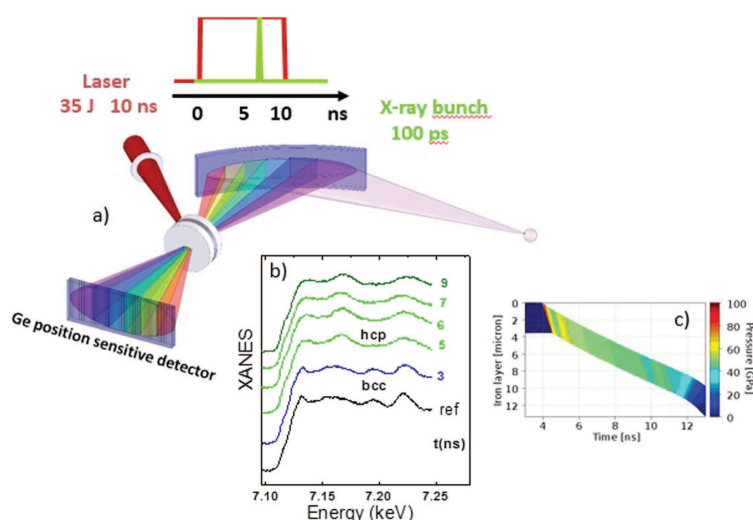 Laser
35 J 10 ns
0 5 10 ns
X-ray bunch
100 ps
a)
Ge position sensitive detector
b)
XANES
9
7
6
hcp
5
3
bcc
ref
t(ns)
7.10 7.15 7.20 7.25
Energy (keV)
c)
Iron layer [micron]
0
2
4
6
8
10
12
4 6 8 10 12
Time [ns]
100
80
60
40
20
0
Pressure [GPa]